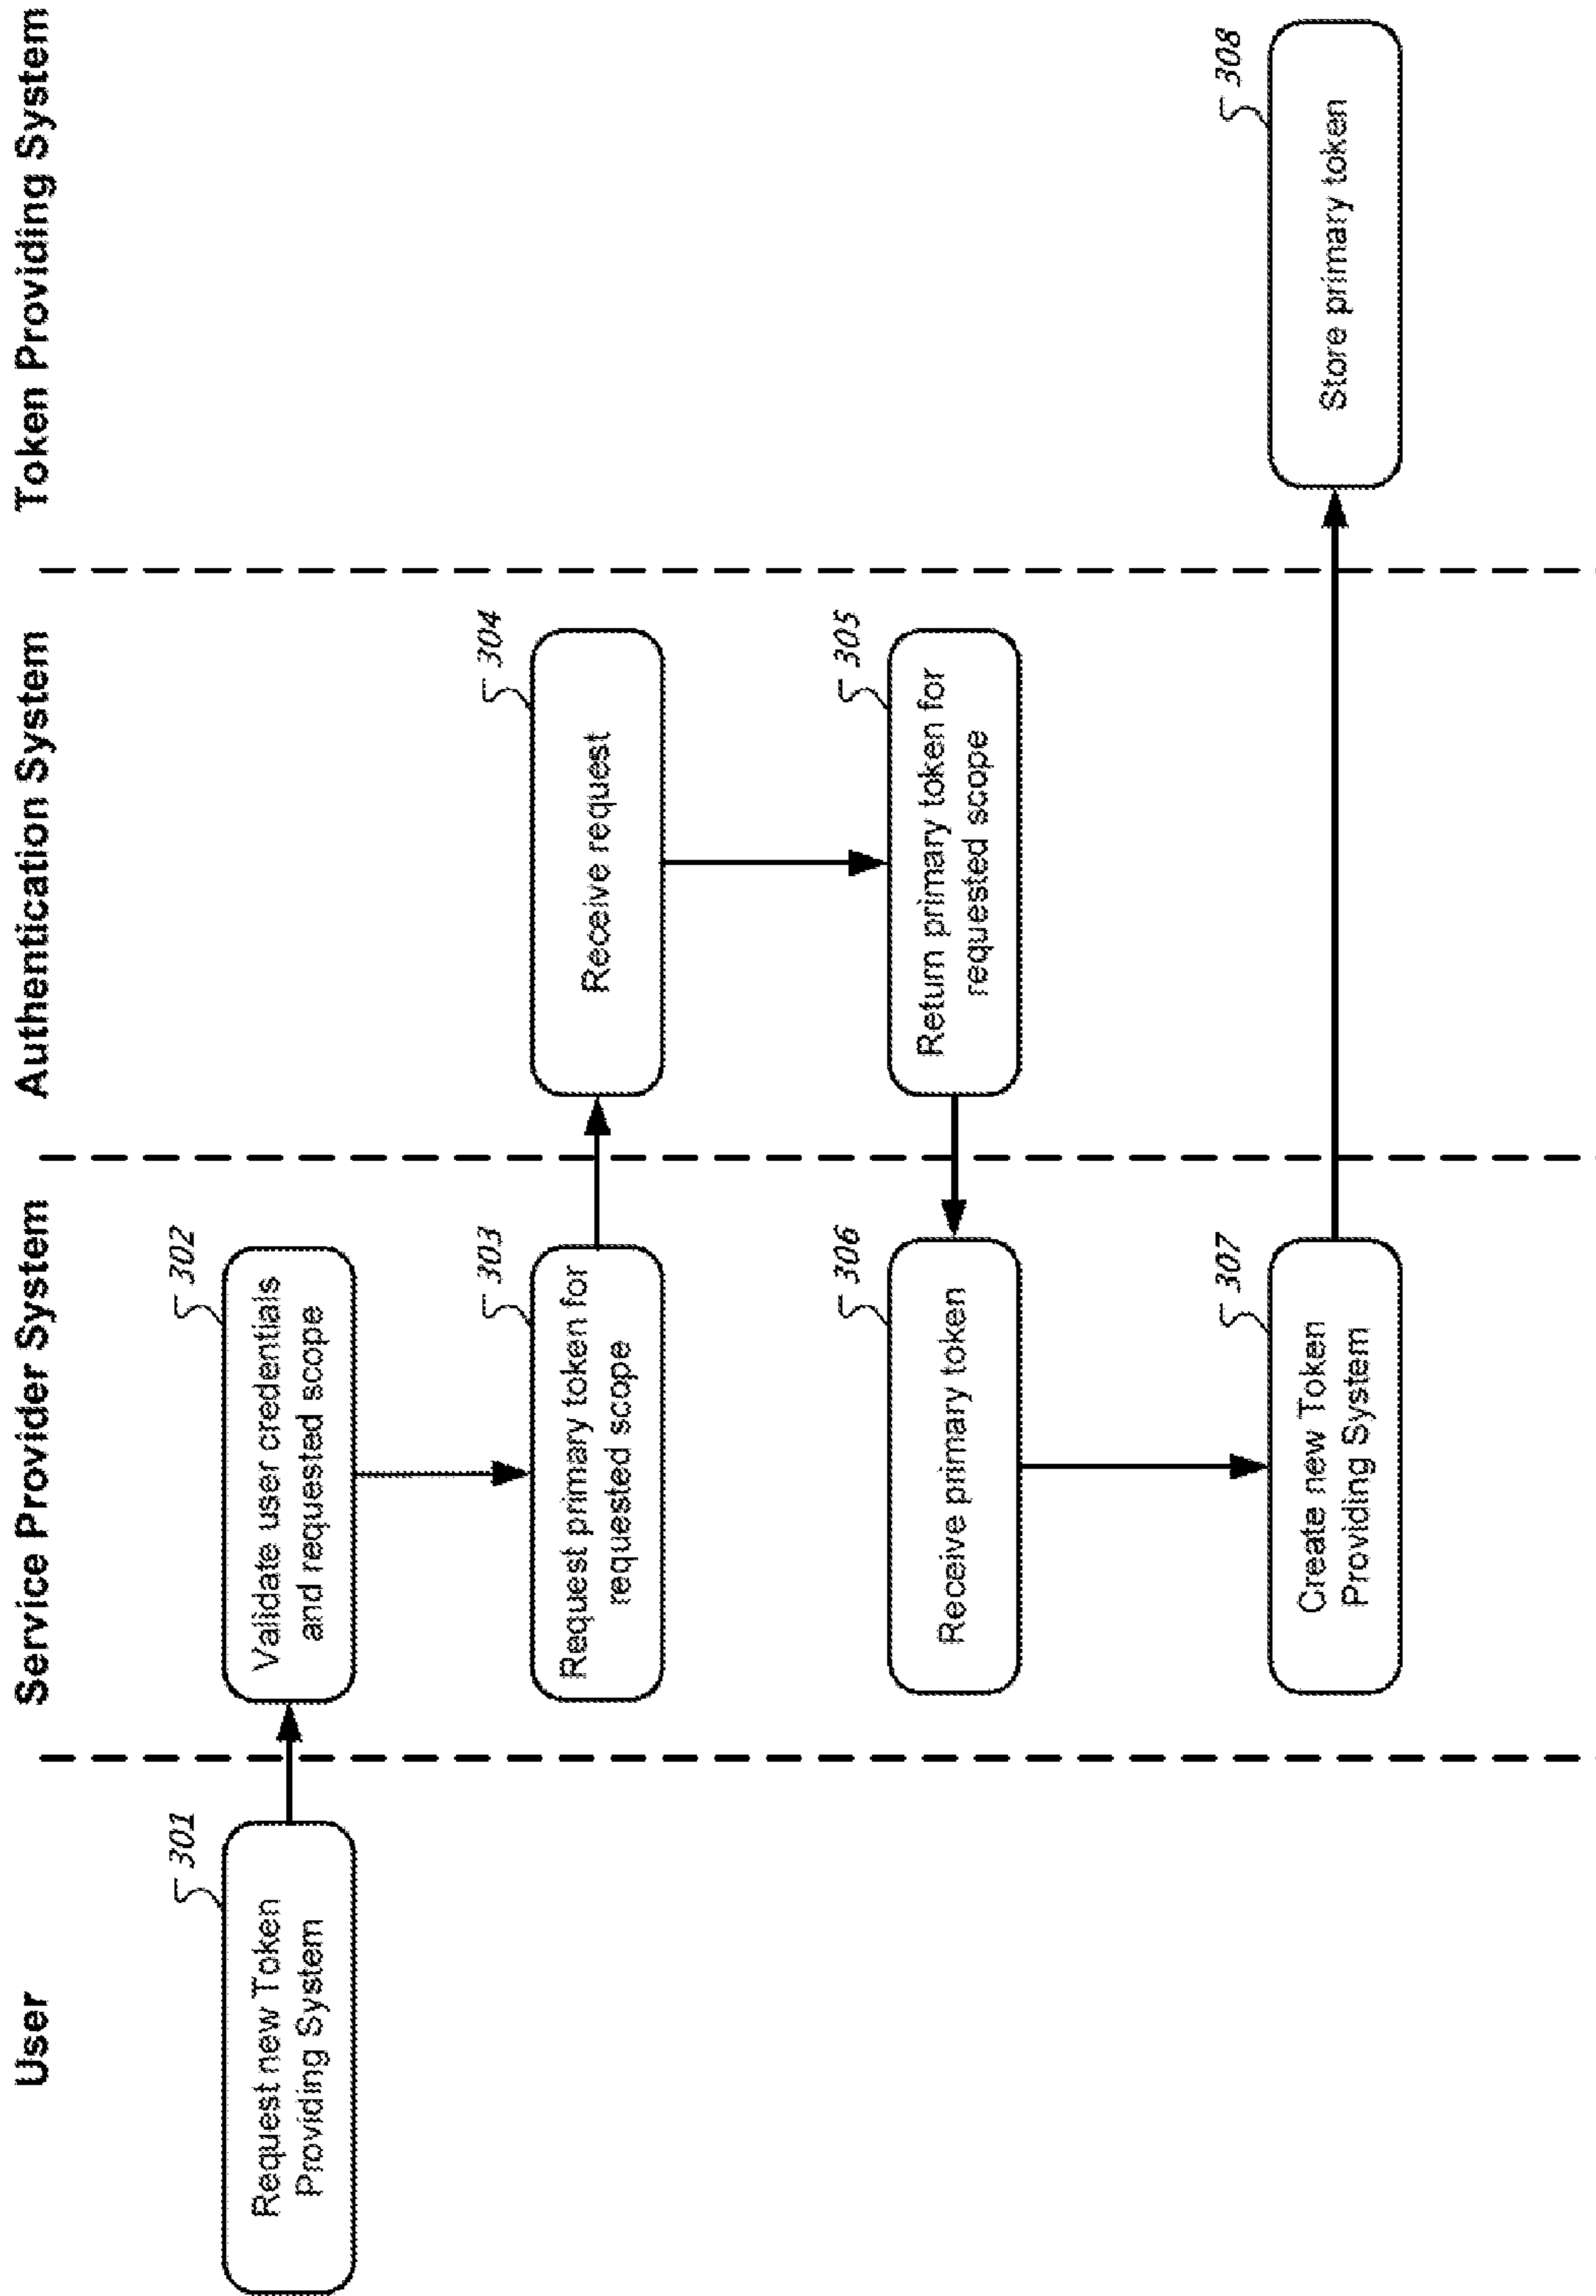 User
Service Provider System
Authentication System
Token Providing System
301
Request new Token
Providing System
302
Validate user credentials
and requested scope
303
Request primary token for
requested scope
304
Receive request
305
Return primary token for
requested scope
306
Receive primary token
307
Create new Token
Providing System
308
Store primary token